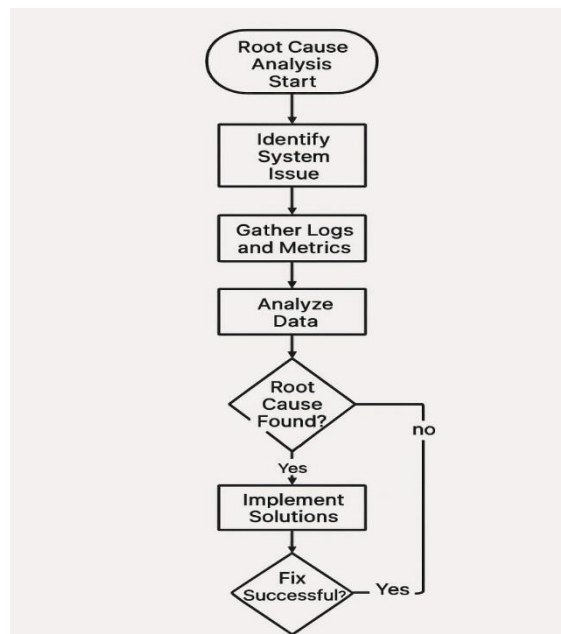 Root Cause
Analysis
Start
Identify
System
Issue
Gather Logs
and Metrics
Analyze
Data
Root
Cause
Found?
no
Yes
Implement
Solutions
Fix
Successful?
Yes